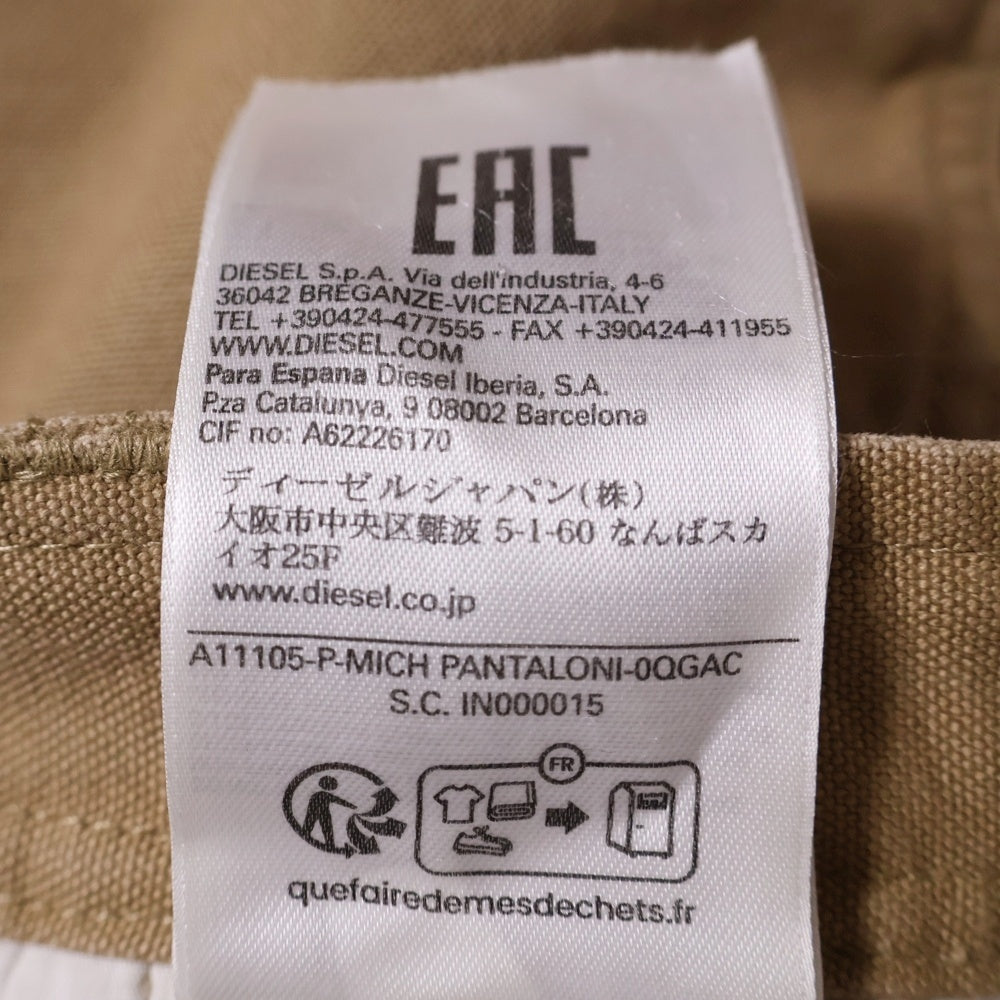 EAC
DIESEL S.p.A. Via dell'industria, 4-6
36042 BREGANZE-VICENZA-ITALY
TEL +390424-477555 - FAX +390424-411955
WWW.DIESEL.COM
Para Espana Diesel Iberia, S.A.
P.za Catalunya, 9 08002 Barcelona
CIF no: A62226170
ディーゼルジャパン(株)
大阪市中央区難波 5-1-60 なんばスカ
イオ25F
www.diesel.co.jp
A11105-P-MICH PANTALONI-0QGAC
S.C. IN000015
FR
quefairedemesdechets.fr